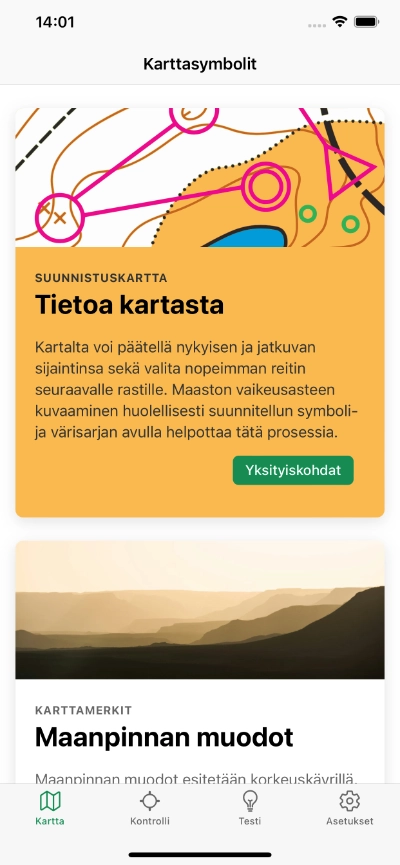 14:01
Karttasymbolit
SUUNNISTUSKARTTA
Tietoa kartasta
Kartalta voi päätellä nykyisen ja jatkuvan
sijaintinsa sekä valita nopeimman reitin
seuraavalle rastille. Maaston vaikeusasteen
kuvaaminen huolellisesti suunnitellun symboli-
ja värisarjan avulla helpottaa tätä prosessia.
Yksityiskohdat
KARTTAMERKIT
Maanpinnan muodot
Maanpinnan muodot esitetään korkeuskäyrillä,
Kartta
Kontrolli
Testi
Asetukset